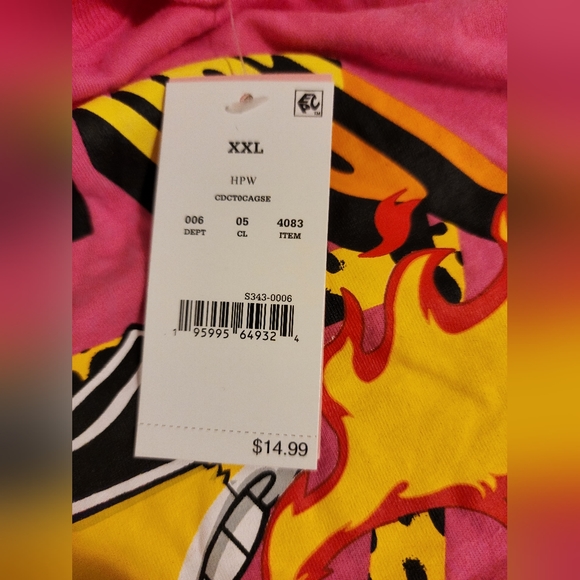 XXL
HPW
CDCT0CAGSE
006 05 4083
DEPT CL ITEM
S343-0006
1 95995 64932 4
$14.99